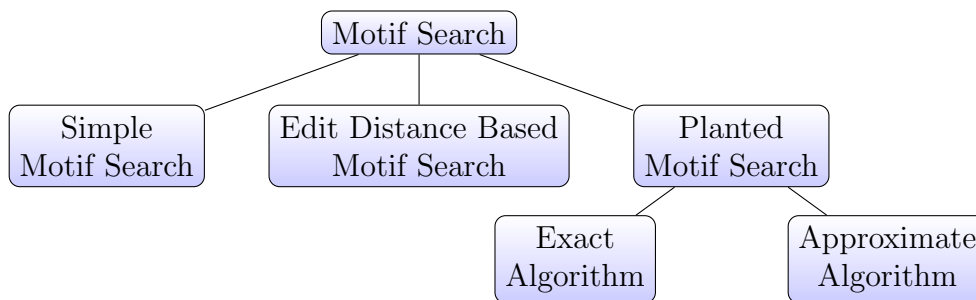 Motif Search
Simple
Motif Search
Edit Distance Based
Motif Search
Planted
Motif Search
Exact
Algorithm
Approximate
Algorithm